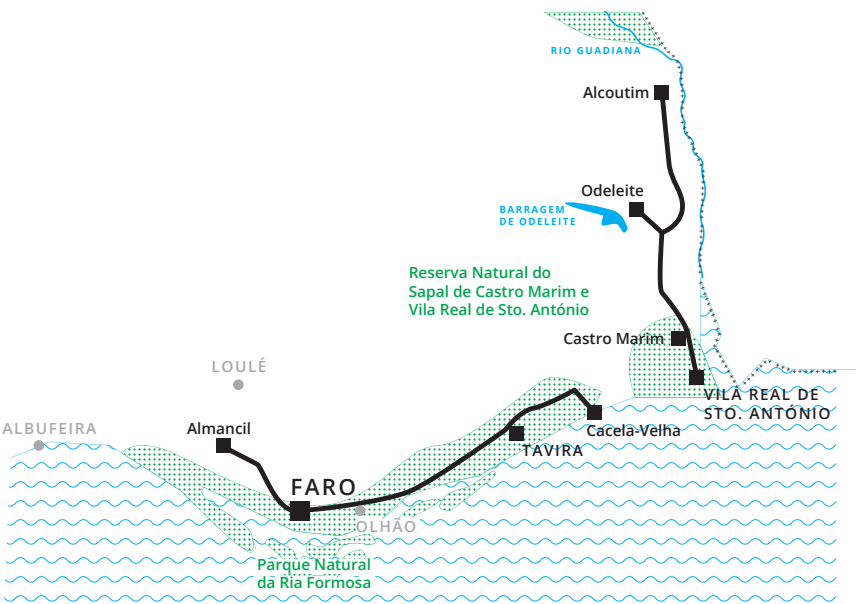 RIO GUADIANA
Alcoutim
Odeleite
BARRAGEM
DE ODELEITE
Reserva Natural do
Sapal de Castro Marim e
Vila Real de Sto. António
Castro Marim
LOULÉ
VILA REAL DE
STO. ANTÓNIO
ALBUFEIRA
Almancil
Cacela-Velha
TAVIRA
FARO
OLHÃO
Parque Natural
da Ria Formosa